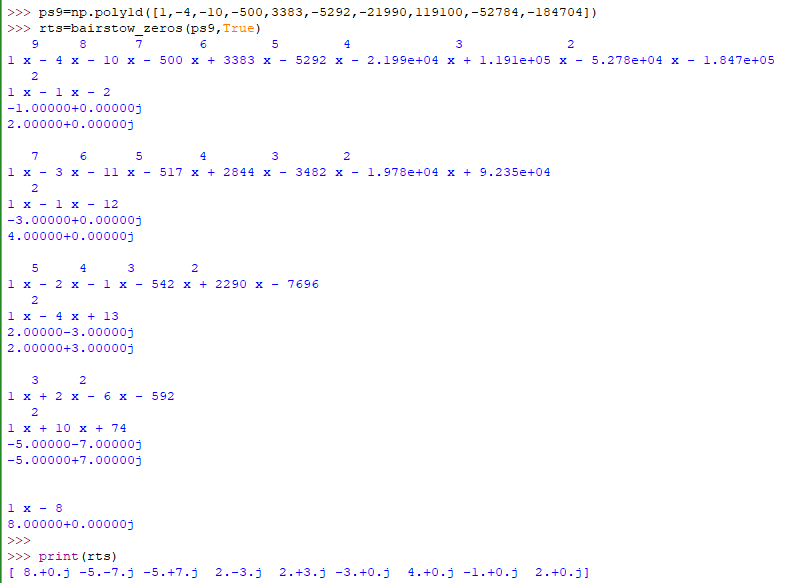 >>> ps9=np.poly1d([1,-4,-10,-500,3383,-5292,-21990,119100,-52784,-184704])
>>> rts=bairstow_zeros(ps9,True)
   9     8      7       6        5        4             3             2
1 x - 4 x - 10 x - 500 x + 3383 x - 5292 x - 2.199e+04 x + 1.191e+05 x - 5.278e+04 x - 1.847e+05
   2
1 x - 1 x - 2
-1.00000+0.00000j
2.00000+0.00000j
   7     6      5       4        3        2
1 x - 3 x - 11 x - 517 x + 2844 x - 3482 x - 1.978e+04 x + 9.235e+04
   2
1 x - 1 x - 12
-3.00000+0.00000j
4.00000+0.00000j
   5     4     3       2
1 x - 2 x - 1 x - 542 x + 2290 x - 7696
   2
1 x - 4 x + 13
2.00000-3.00000j
2.00000+3.00000j
   3     2
1 x + 2 x - 6 x - 592
   2
1 x + 10 x + 74
-5.00000-7.00000j
-5.00000+7.00000j
1 x - 8
8.00000+0.00000j
>>>
>>> print(rts)
[ 8.+0.j -5.-7.j -5.+7.j  2.-3.j  2.+3.j -3.+0.j  4.+0.j -1.+0.j  2.+0.j]